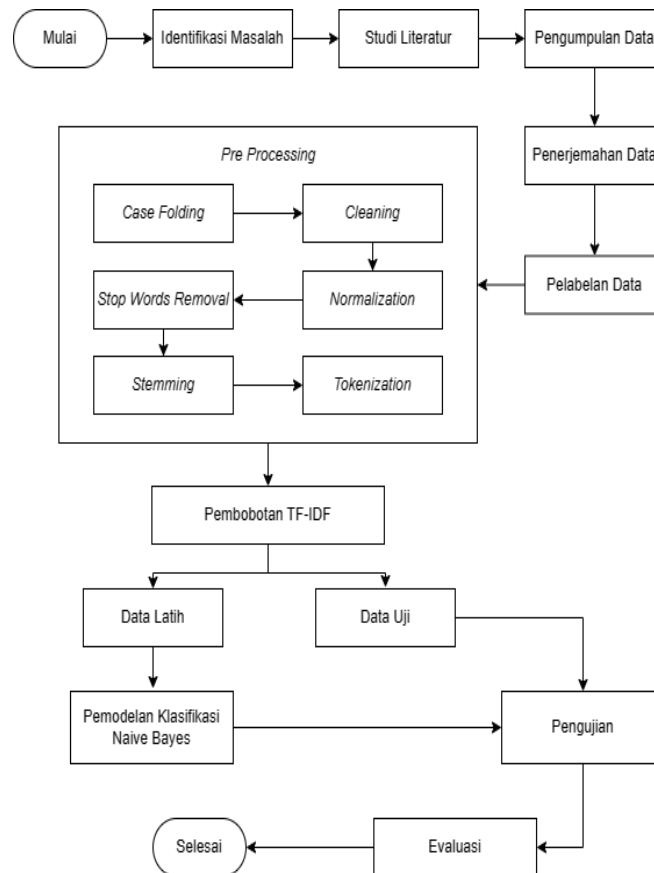 Mulai
Identifikasi Masalah
Studi Literatur
Pengumpulan Data
Penerjemahan Data
Pelabelan Data
Pre Processing
Case Folding
Cleaning
Normalization
Stop Words Removal
Stemming
Tokenization
Pembobotan TF-IDF
Data Latih
Data Uji
Pemodelan Klasifikasi
Naive Bayes
Pengujian
Evaluasi
Selesai